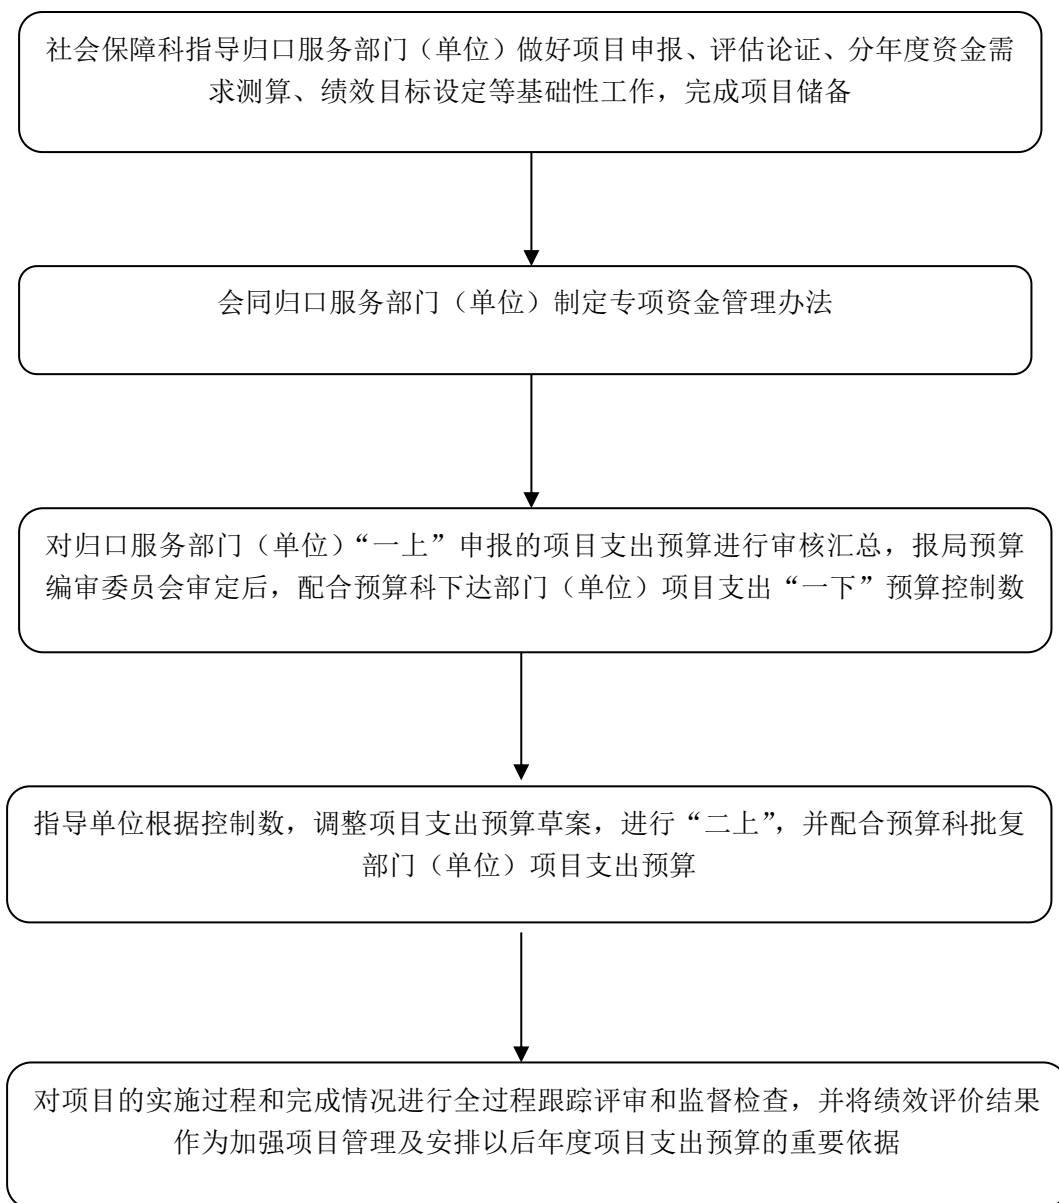 社会保障科指导归口服务部门（单位）做好项目申报、评估论证、分年度资金需
求测算、绩效目标设定等基础性工作，完成项目储备
会同归口服务部门（单位）制定专项资金管理办法
对归口服务部门（单位）“一上”申报的项目支出预算进行审核汇总，报局预算
编审委员会审定后，配合预算科下达部门（单位）项目支出“一下”预算控制数
指导单位根据控制数，调整项目支出预算草案，进行“二上”，并配合预算科批复
部门（单位）项目支出预算
对项目的实施过程和完成情况进行全过程跟踪评审和监督检查，并将绩效评价结果
作为加强项目管理及安排以后年度项目支出预算的重要依据